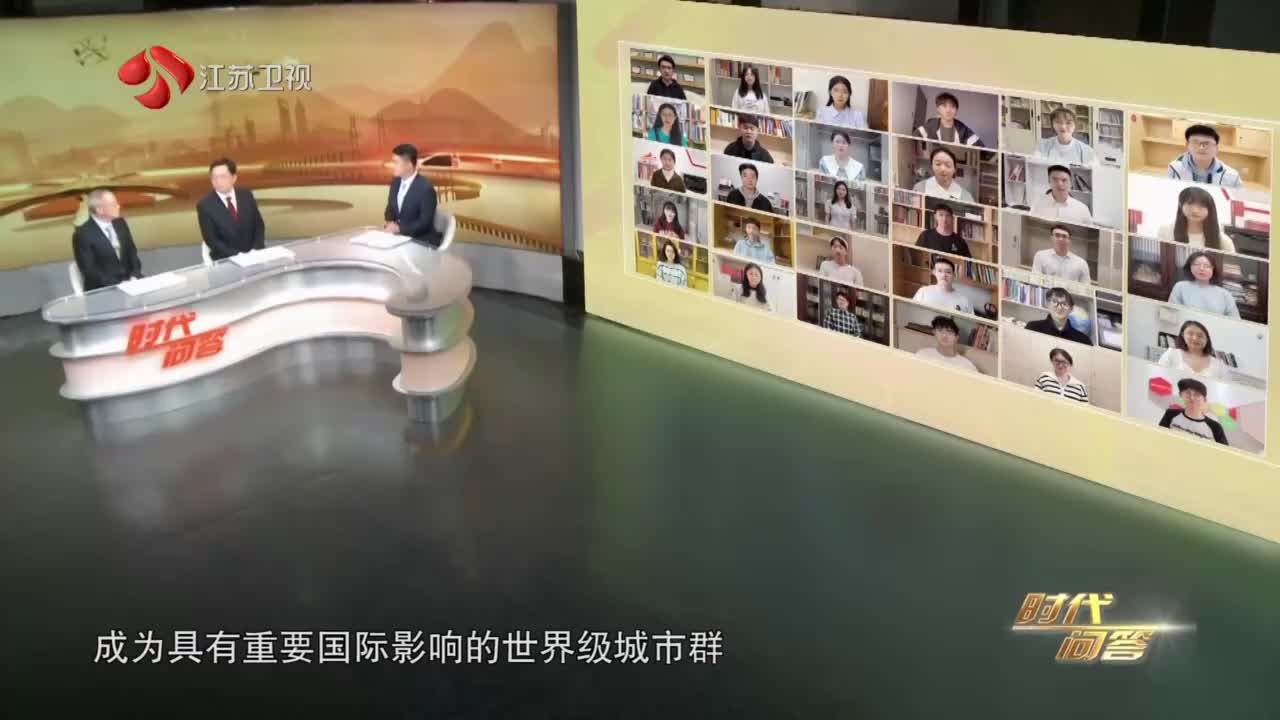 江苏卫视
时代
问答
成为具有重要国际影响的世界级城市群
时代
问答